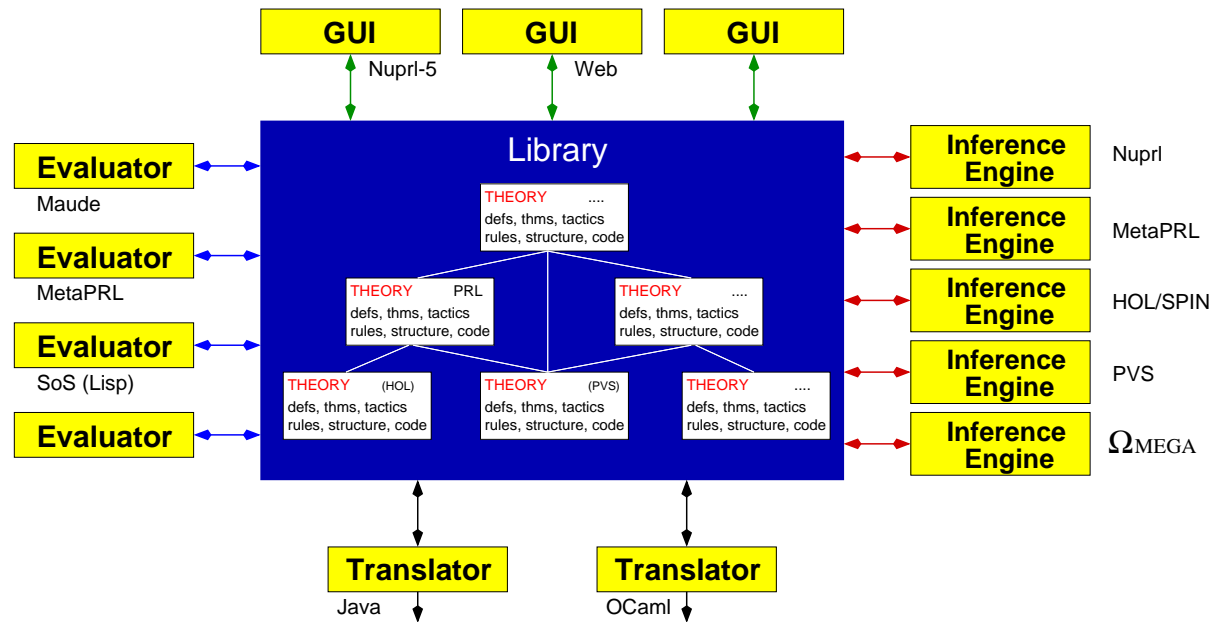 GUI
GUI
GUI
Nuprl-5
Web
Library
Evaluator
Maude
Evaluator
MetaPRL
Evaluator
SoS (Lisp)
Evaluator
THEORY ....
defs, thms, tactics
rules, structure, code
THEORY PRL
defs, thms, tactics
rules, structure, code
THEORY ....
defs, thms, tactics
rules, structure, code
THEORY (HOL)
defs, thms, tactics
rules, structure, code
THEORY (PVS)
defs, thms, tactics
rules, structure, code
THEORY ....
defs, thms, tactics
rules, structure, code
Inference
Engine
Nuprl
Inference
Engine
MetaPRL
Inference
Engine
HOL/SPIN
Inference
Engine
PVS
Inference
Engine
ΩMEGA
Translator
Java
Translator
OCaml